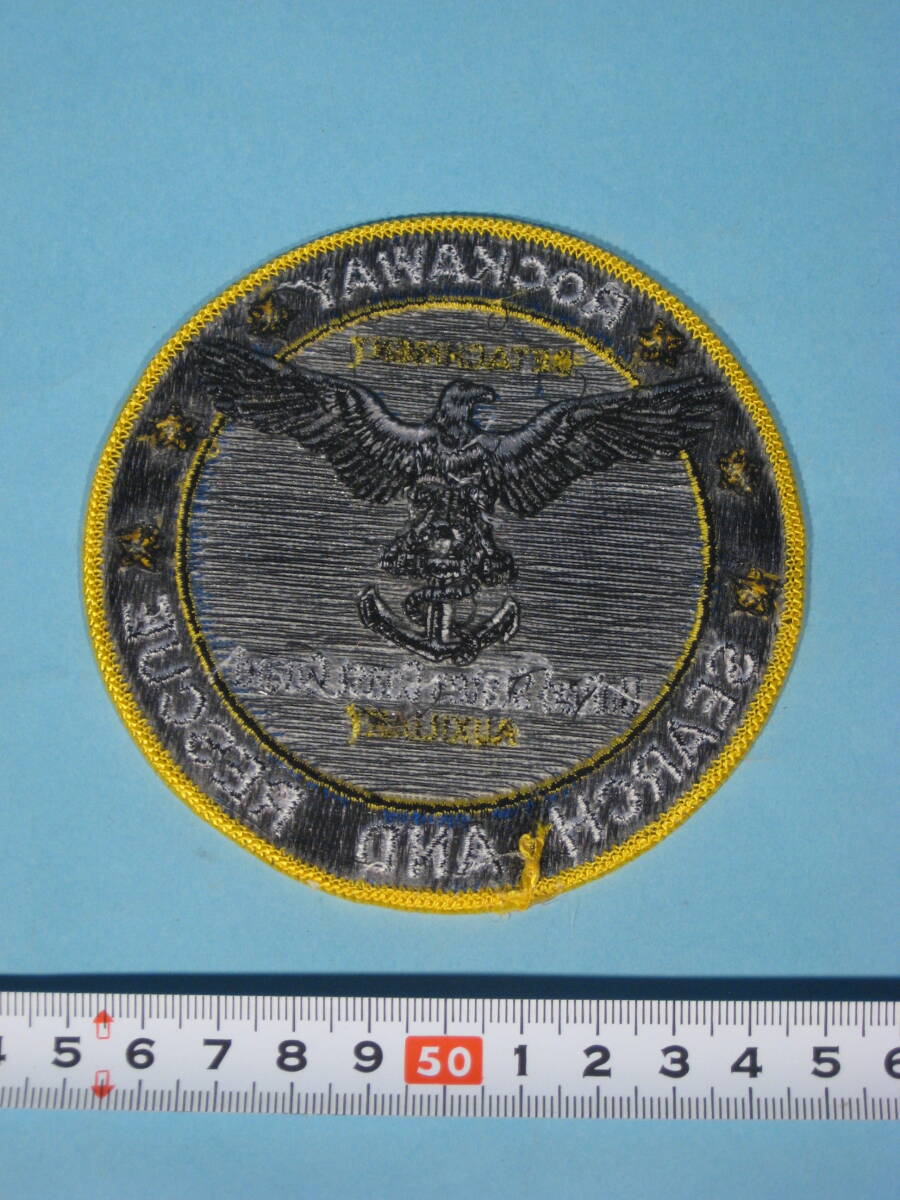 ROCKAWAY
DETACHMENT
AUXILIARY
SEARCH AND RESCUE
4 5 6 7 8 9 50 1 2 3 4 5 6